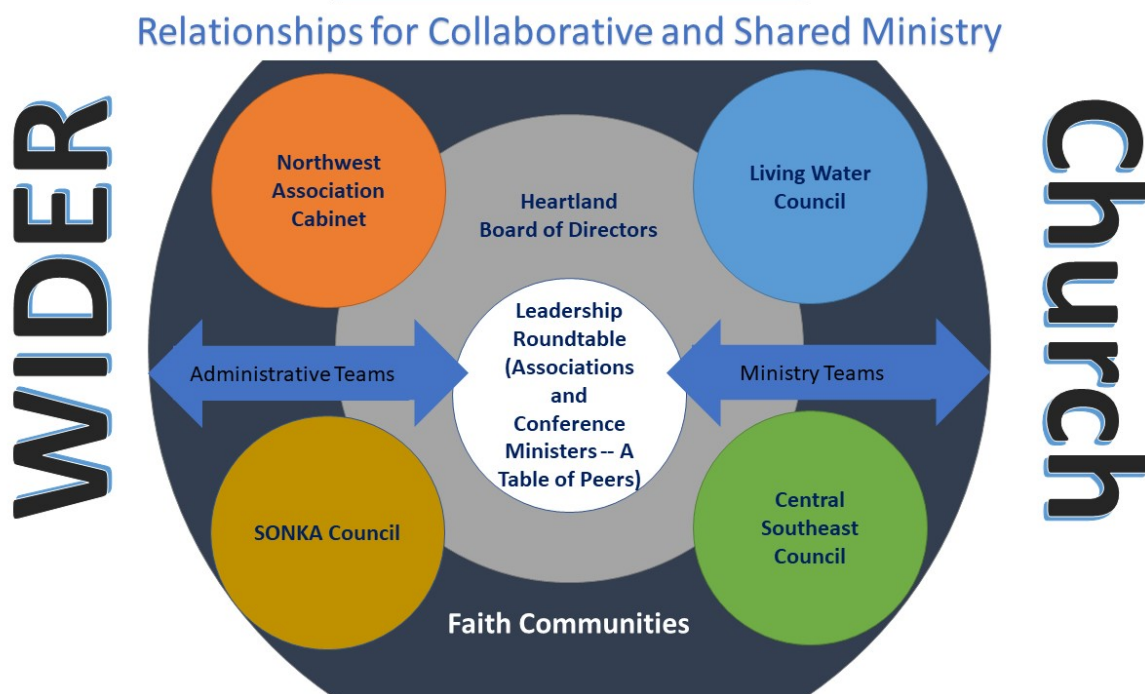 Relationships for Collaborative and Shared Ministry
WIDER
Church
Northwest
Association
Cabinet
Heartland
Board of Directors
Living Water
Council
Administrative Teams
Leadership
Roundtable
(Associations
and
Conference
Ministers -- A
Table of Peers)
Ministry Teams
SONKA Council
Central
Southeast
Council
Faith Communities